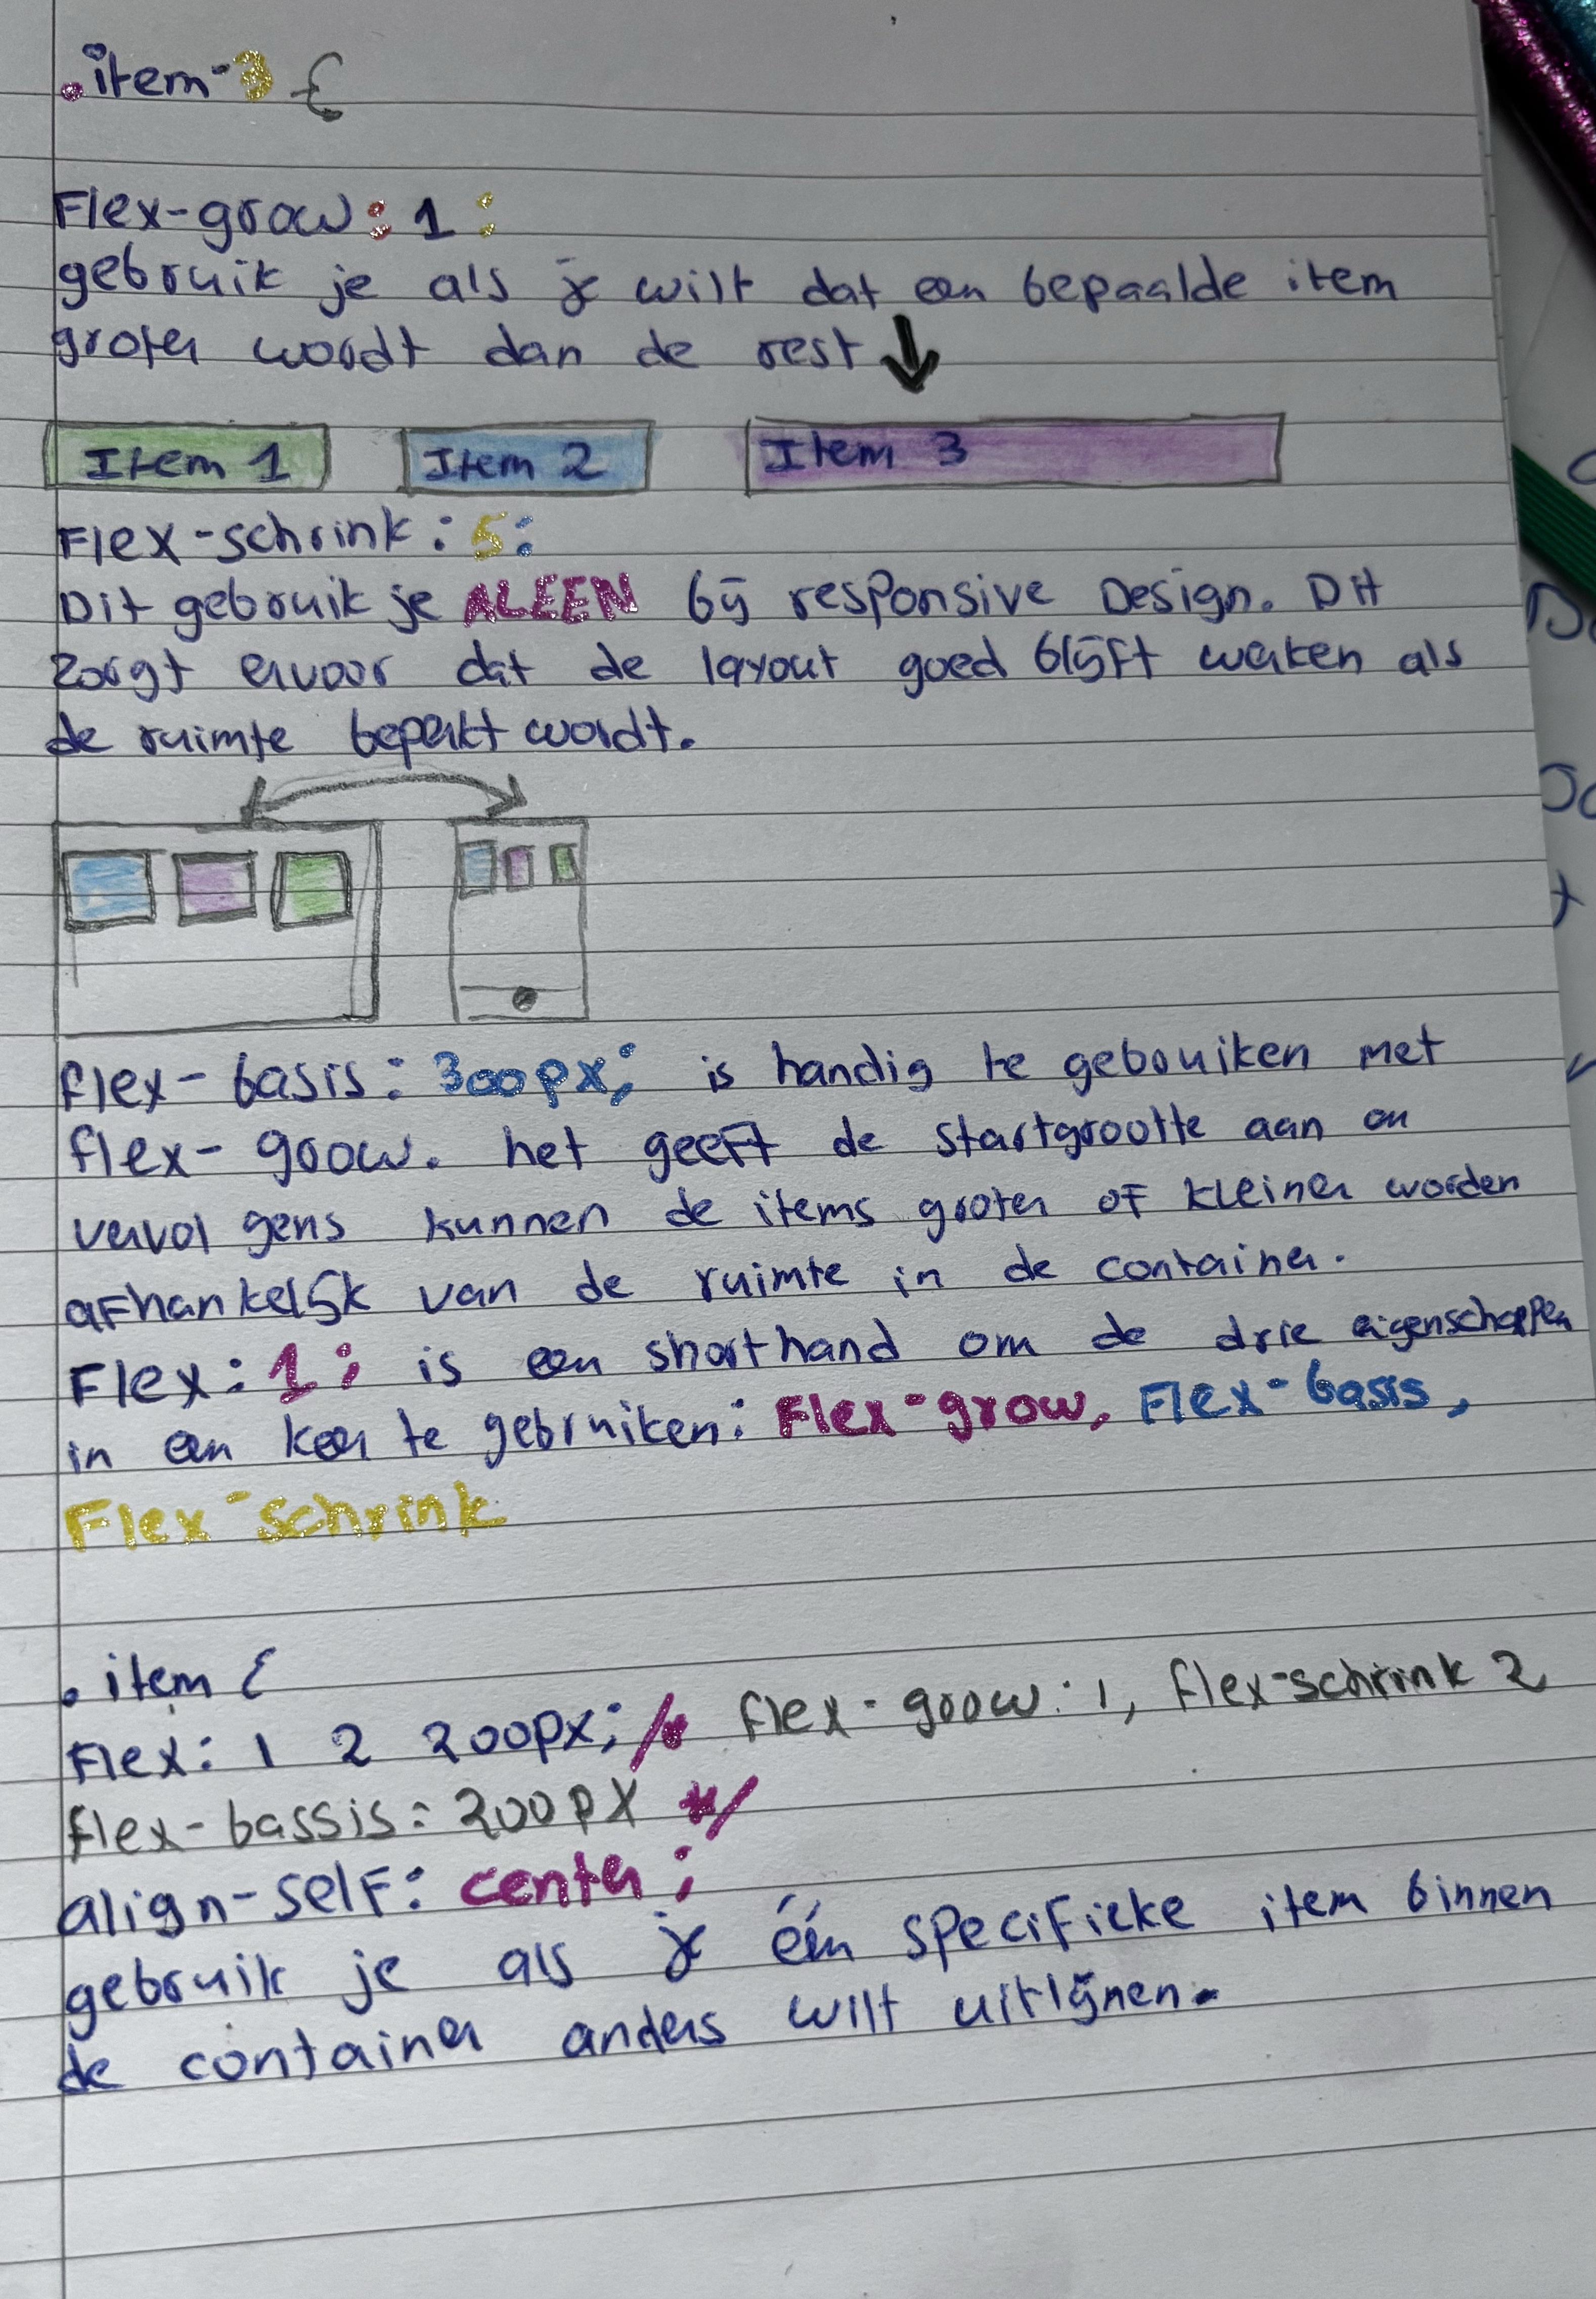 .item-3 {
Flex-grow: 1:
gebruik je als je wilt dat een bepaalde item
groter wordt dan de rest ↓
Item 1 Item 2 Item 3
Flex-schrink: 5:
Dit gebruik je ALEEN bij responsive Design. Dit
zorgt ervoor dat de layout goed blijft werken als
de ruimte beperkt wordt.
flex-basis: 300px; is handig te gebruiken met
flex-grow. het geeft de startgrootte aan en
vervolgens kunnen de items groter of kleiner worden
afhankelijk van de ruimte in de container.
Flex: 1; is een shorthand om de drie eigenschappen
in een keer te gebruiken: Flex-grow, Flex-basis,
Flex-schrink
.item {
Flex: 1 2 200px; /* flex-grow: 1, flex-schrink 2
flex-bassis: 200px */
align-self: center;
gebruik je als je één specifieke item binnen
de container anders wilt uitlijnen.